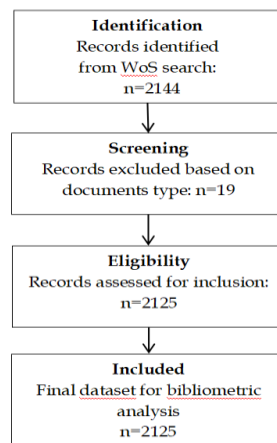 Identification
Records identified
from WoS search:
n=2144
Screening
Records excluded based on
documents type: n=19
Eligibility
Records assessed for inclusion:
n=2125
Included
Final dataset for bibliometric
analysis
n=2125